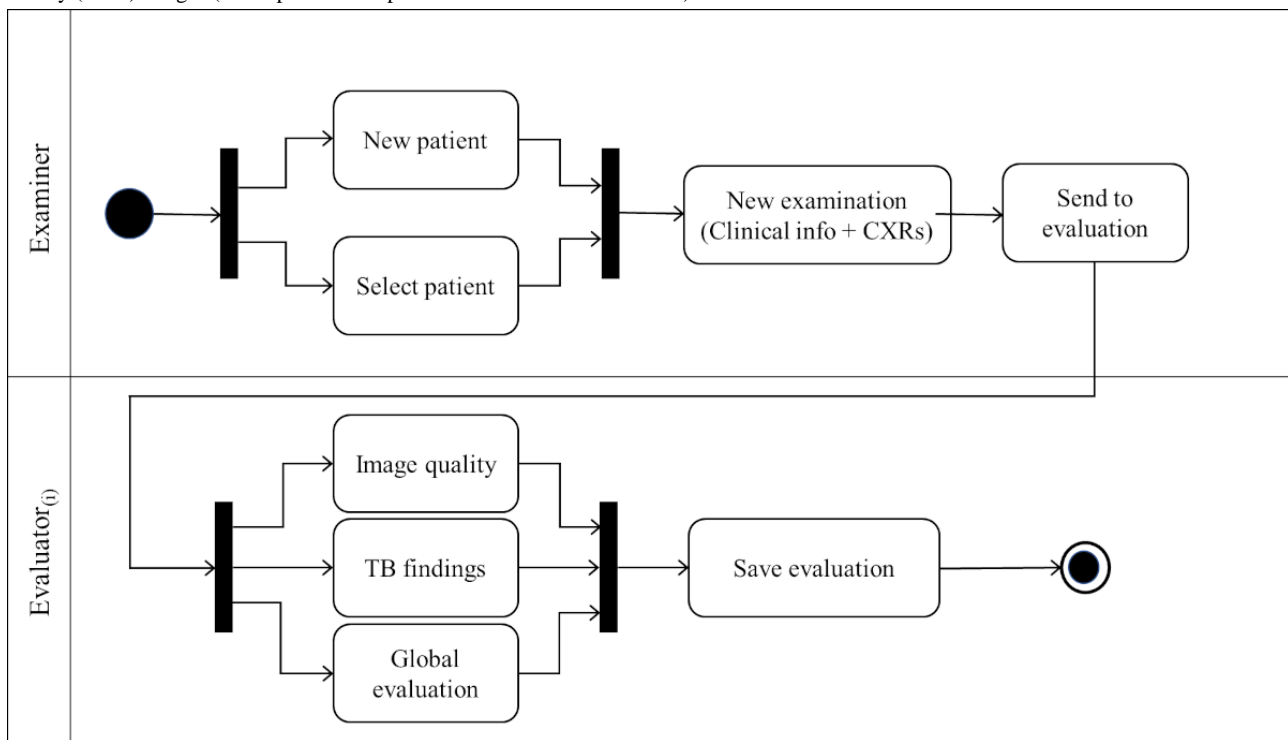 Examiner
New patient
Select patient
New examination
(Clinical info + CXRs)
Send to
evaluation
Evaluator(i)
Image quality
TB findings
Global
evaluation
Save evaluation